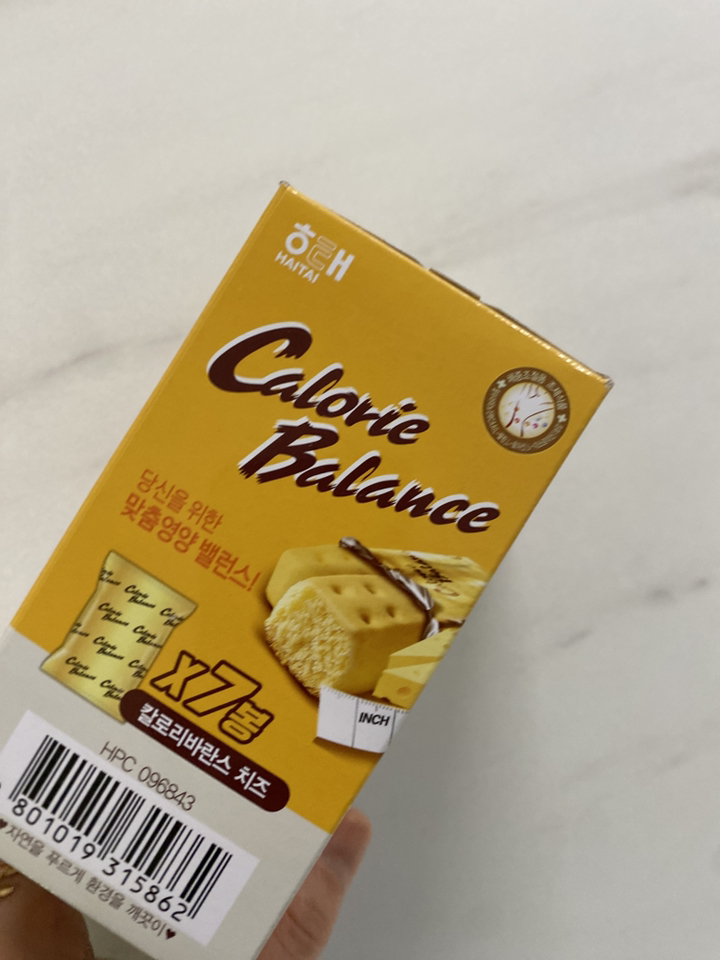 해태
HAITAI
Calorie
Balance
당신을 위한
맞춤영양 밸런스!
x7봉
칼로리바란스 치즈
INCH
HPC 096843
801019 315862
♥자연을 푸르게 환경을 깨끗이♥